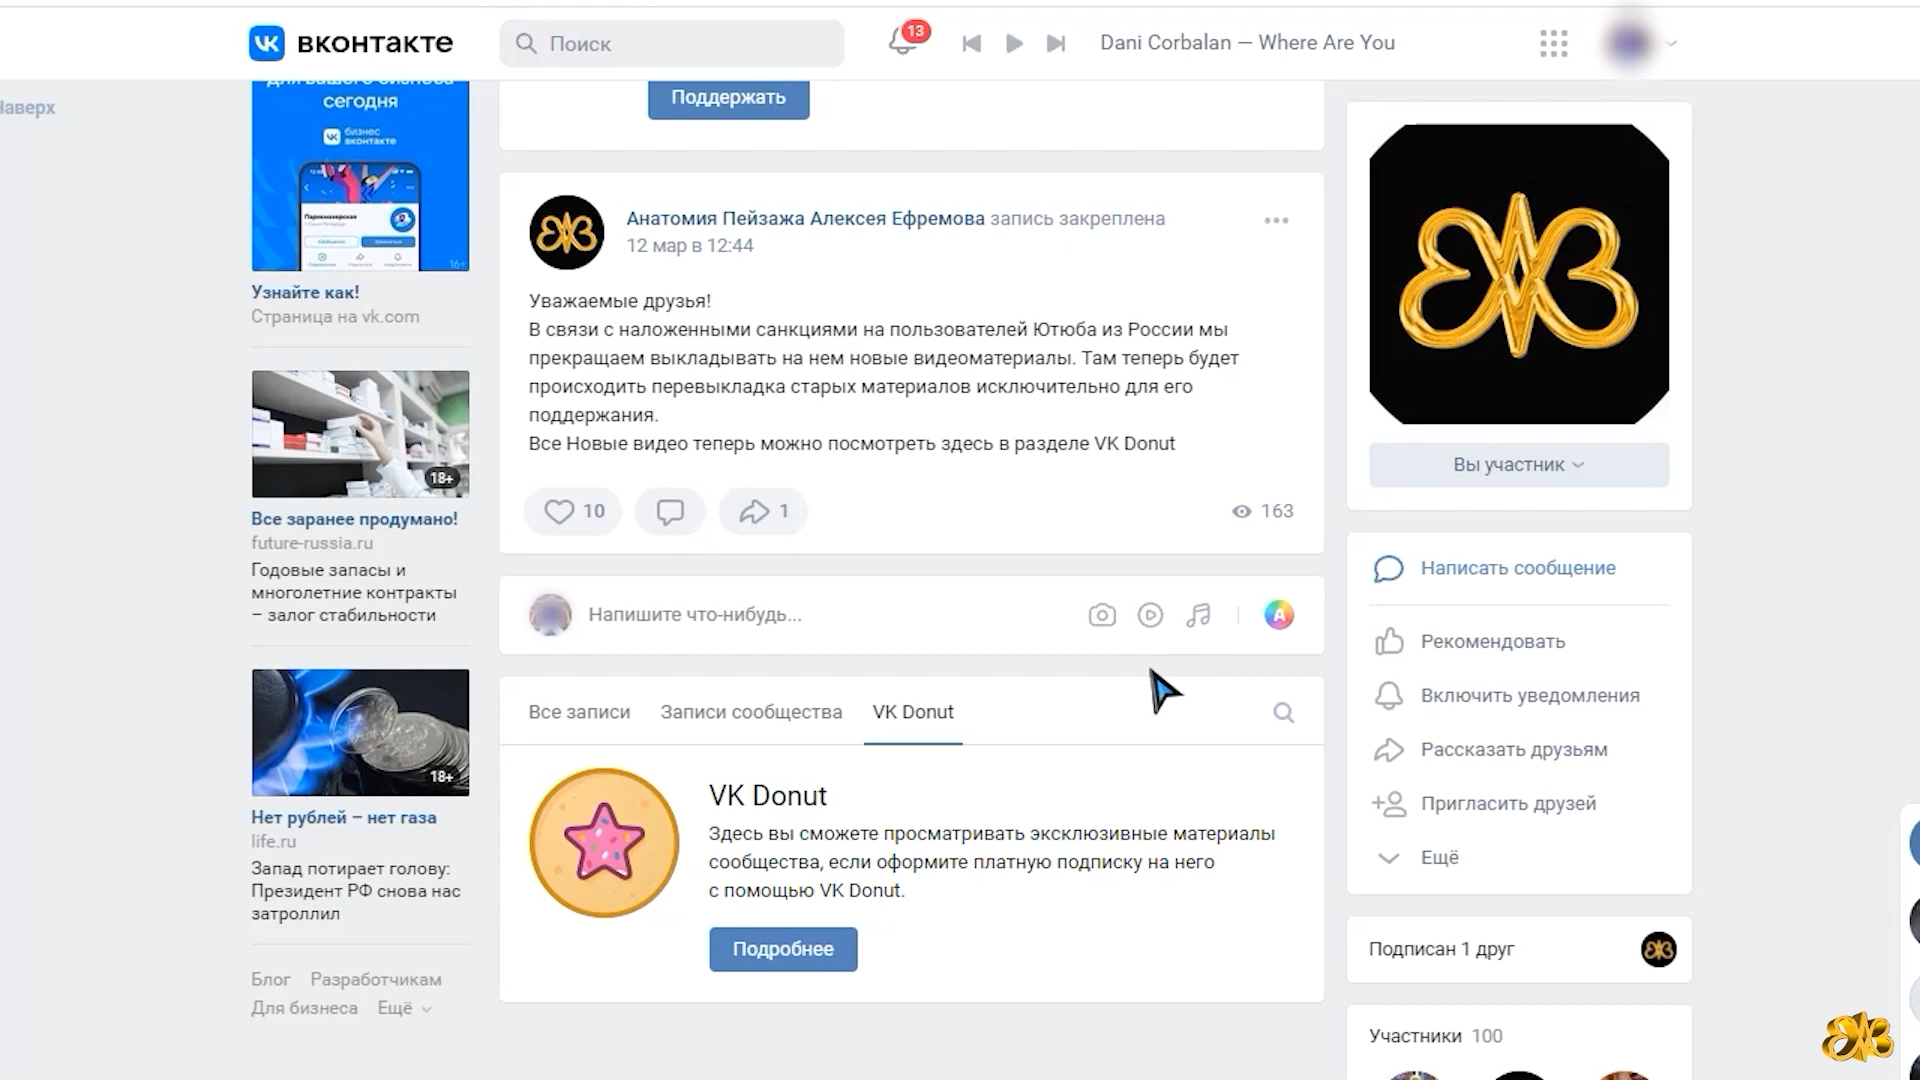 вконтакте
Поиск
13
Dani Corbalan — Where Are You
Наверх
для вашего бизнеса
сегодня
бизнес
вконтакте
Парикмахерская
16+
Узнайте как!
Страница на vk.com
18+
Все заранее продумано!
future-russia.ru
Годовые запасы и
многолетние контракты
– залог стабильности
18+
Нет рублей – нет газа
life.ru
Запад потирает голову:
Президент РФ снова нас
затроллил
Блог Разработчикам
Для бизнеса Ещё
Поддержать
Анатомия Пейзажа Алексея Ефремова запись закреплена
12 мар в 12:44
Уважаемые друзья!
В связи с наложенными санкциями на пользователей Ютюба из России мы
прекращаем выкладывать на нем новые видеоматериалы. Там теперь будет
происходить перевыкладка старых материалов исключительно для его
поддержания.
Все Новые видео теперь можно посмотреть здесь в разделе VK Donut
10 1 163
Напишите что-нибудь...
Все записи Записи сообщества VK Donut
VK Donut
Здесь вы сможете просматривать эксклюзивные материалы
сообщества, если оформите платную подписку на него
с помощью VK Donut.
Подробнее
Вы участник
Написать сообщение
Рекомендовать
Включить уведомления
Рассказать друзьям
Пригласить друзей
Ещё
Подписан 1 друг
Участники 100